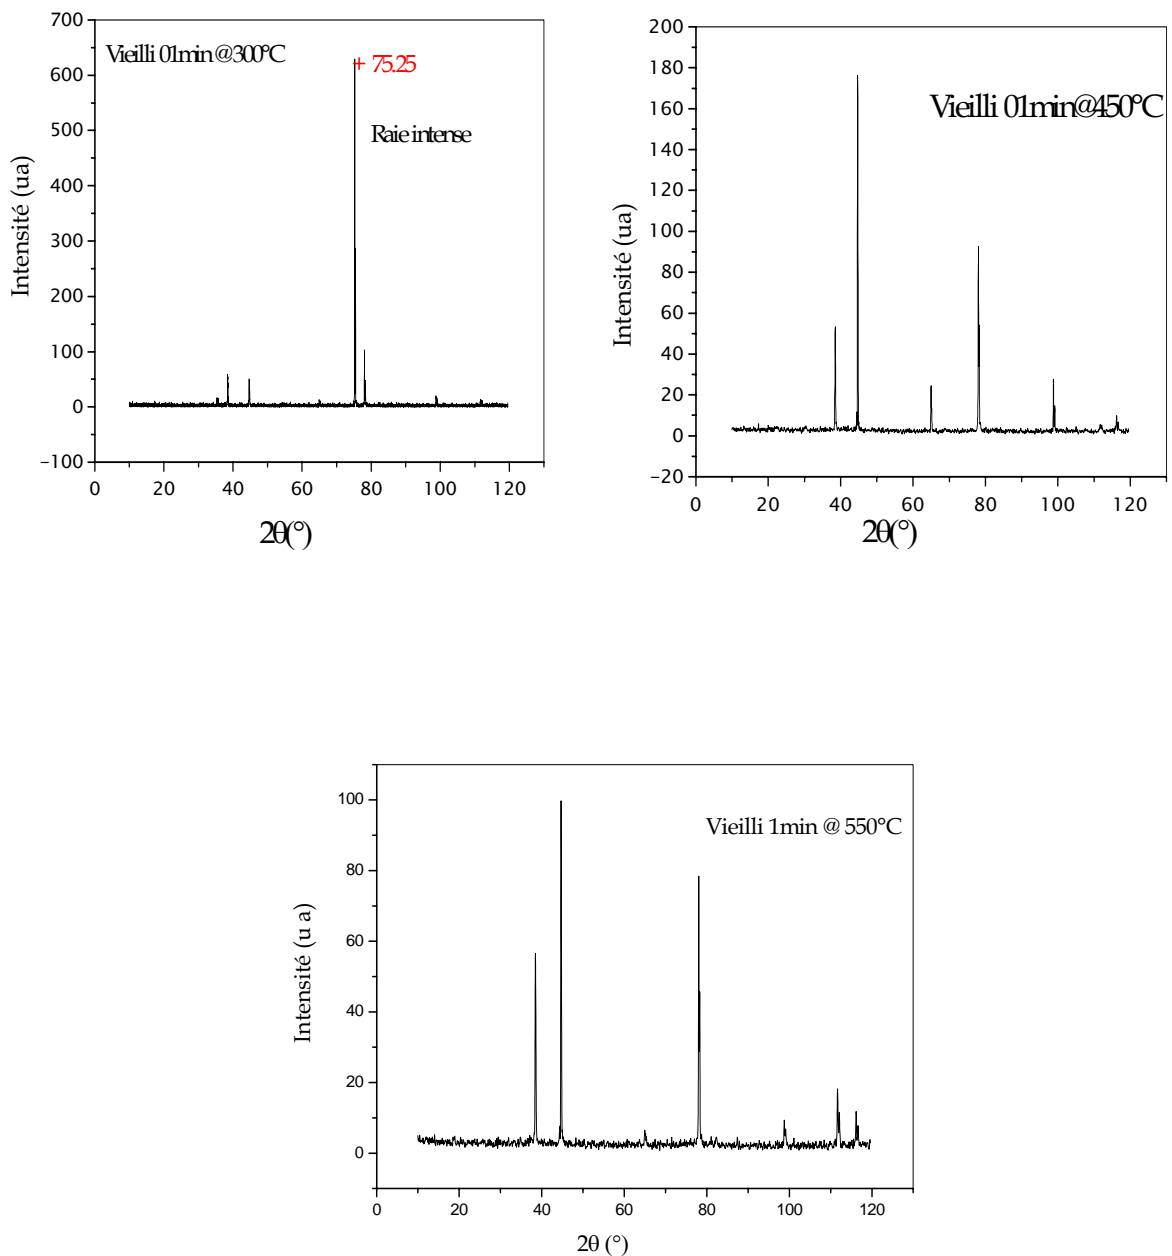 700
600
500
400
300
200
100
0
−100
Intensité (ua)
Vieilli 01min @300°C
+ 75.25
Raie intense
0 20 40 60 80 100 120
2θ(°)
200
180
160
140
120
100
80
60
40
20
0
−20
Intensité (ua)
Vieilli 01min@450°C
0 20 40 60 80 100 120
2θ(°)
100
80
60
40
20
0
Intensité (u a)
Vieilli 1min @ 550°C
0 20 40 60 80 100 120
2θ (°)